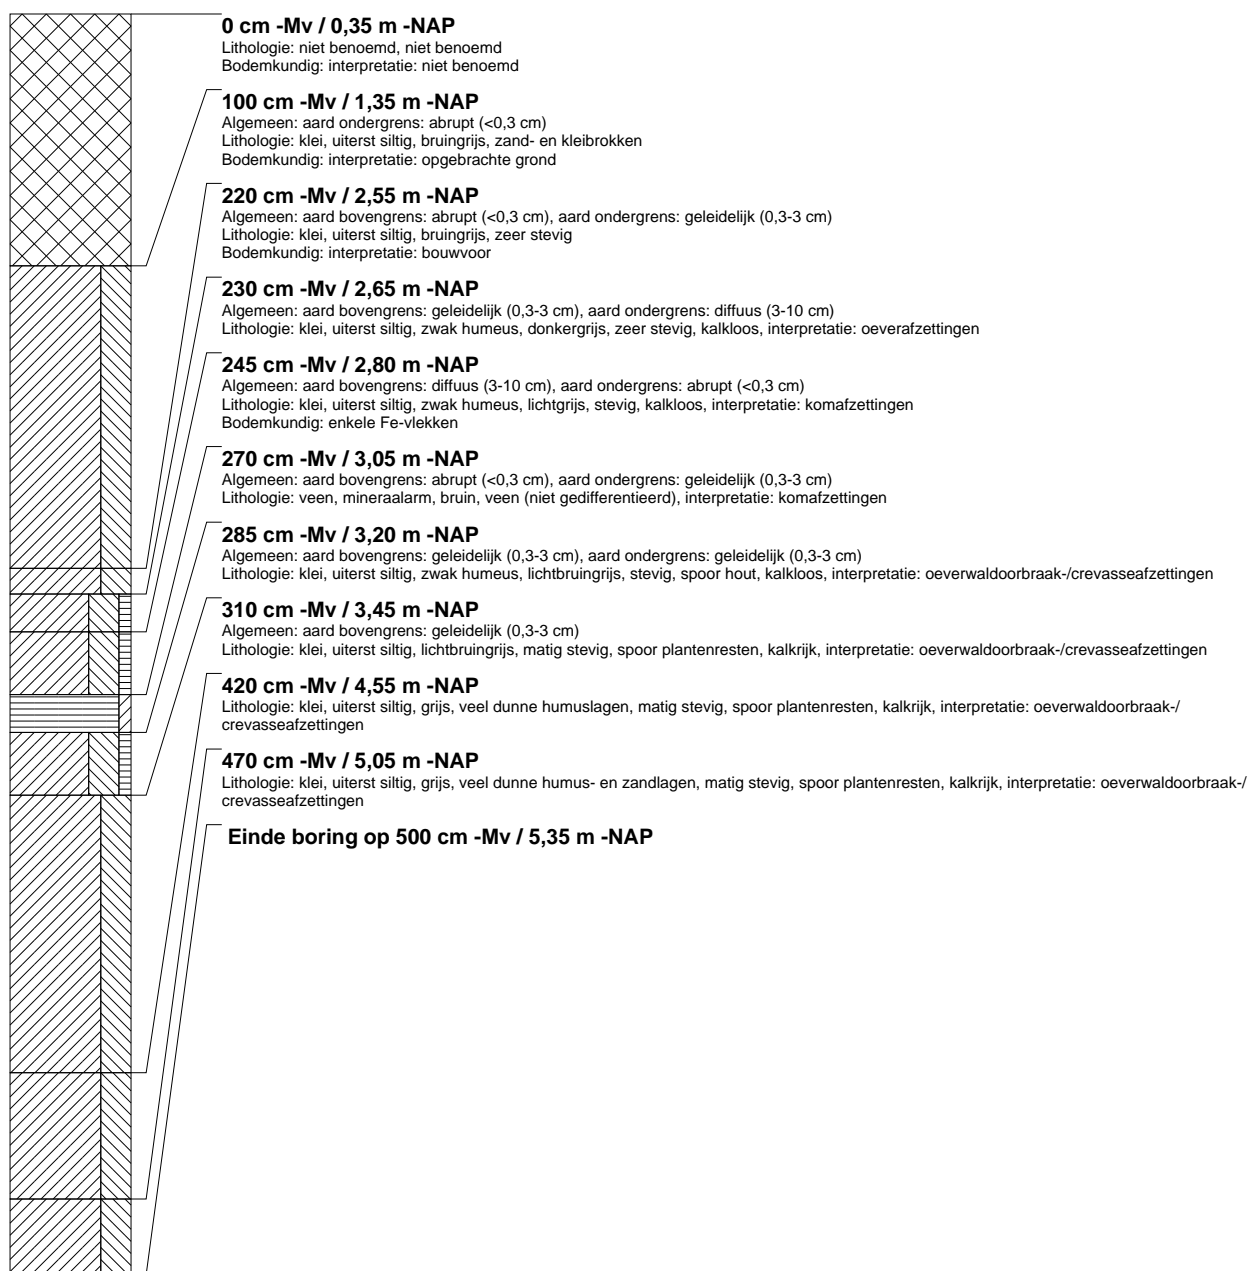 0 cm -Mv / 0,35 m -NAP
Lithologie: niet benoemd, niet benoemd
Bodemkundig: interpretatie: niet benoemd
100 cm -Mv / 1,35 m -NAP
Algemeen: aard ondergrens: abrupt (<0,3 cm)
Lithologie: klei, uiterst siltig, bruingrijs, zand- en kleibrokken
Bodemkundig: interpretatie: opgebrachte grond
220 cm -Mv / 2,55 m -NAP
Algemeen: aard bovengrens: abrupt (<0,3 cm), aard ondergrens: geleidelijk (0,3-3 cm)
Lithologie: klei, uiterst siltig, bruingrijs, zeer stevig
Bodemkundig: interpretatie: bouwvoor
230 cm -Mv / 2,65 m -NAP
Algemeen: aard bovengrens: geleidelijk (0,3-3 cm), aard ondergrens: diffuus (3-10 cm)
Lithologie: klei, uiterst siltig, zwak humeus, donkergrijs, zeer stevig, kalkloos, interpretatie: oeverafzettingen
245 cm -Mv / 2,80 m -NAP
Algemeen: aard bovengrens: diffuus (3-10 cm), aard ondergrens: abrupt (<0,3 cm)
Lithologie: klei, uiterst siltig, zwak humeus, lichtgrijs, stevig, kalkloos, interpretatie: komafzettingen
Bodemkundig: enkele Fe-vlekken
270 cm -Mv / 3,05 m -NAP
Algemeen: aard bovengrens: abrupt (<0,3 cm), aard ondergrens: geleidelijk (0,3-3 cm)
Lithologie: veen, mineraalarm, bruin, veen (niet gedifferentieerd), interpretatie: komafzettingen
285 cm -Mv / 3,20 m -NAP
Algemeen: aard bovengrens: geleidelijk (0,3-3 cm), aard ondergrens: geleidelijk (0,3-3 cm)
Lithologie: klei, uiterst siltig, zwak humeus, lichtbruingrijs, stevig, spoor hout, kalkloos, interpretatie: oeverwaldoorbraak-/crevasseafzettingen
310 cm -Mv / 3,45 m -NAP
Algemeen: aard bovengrens: geleidelijk (0,3-3 cm)
Lithologie: klei, uiterst siltig, lichtbruingrijs, matig stevig, spoor plantenresten, kalkrijk, interpretatie: oeverwaldoorbraak-/crevasseafzettingen
420 cm -Mv / 4,55 m -NAP
Lithologie: klei, uiterst siltig, grijs, veel dunne humuslagen, matig stevig, spoor plantenresten, kalkrijk, interpretatie: oeverwaldoorbraak-/
crevasseafzettingen
470 cm -Mv / 5,05 m -NAP
Lithologie: klei, uiterst siltig, grijs, veel dunne humus- en zandlagen, matig stevig, spoor plantenresten, kalkrijk, interpretatie: oeverwaldoorbraak-/
crevasseafzettingen
Einde boring op 500 cm -Mv / 5,35 m -NAP